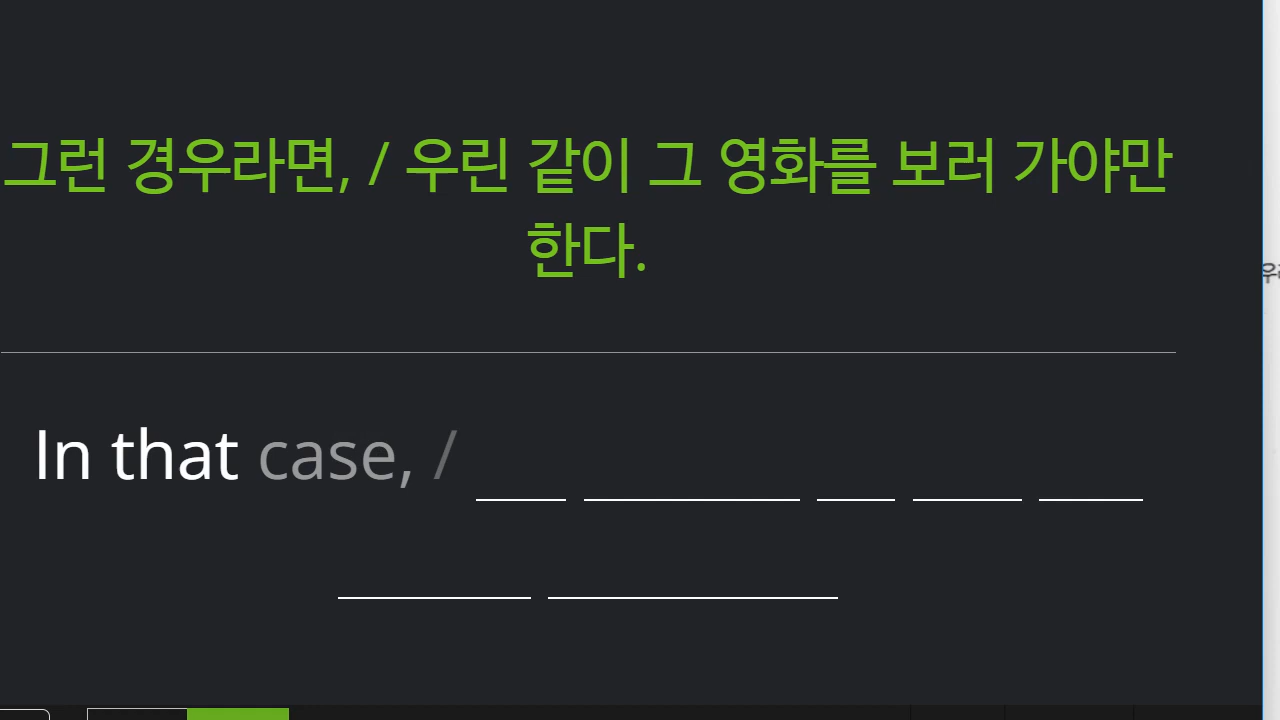 그런 경우라면, / 우린 같이 그 영화를 보러 가야만
한다.
In that case, /